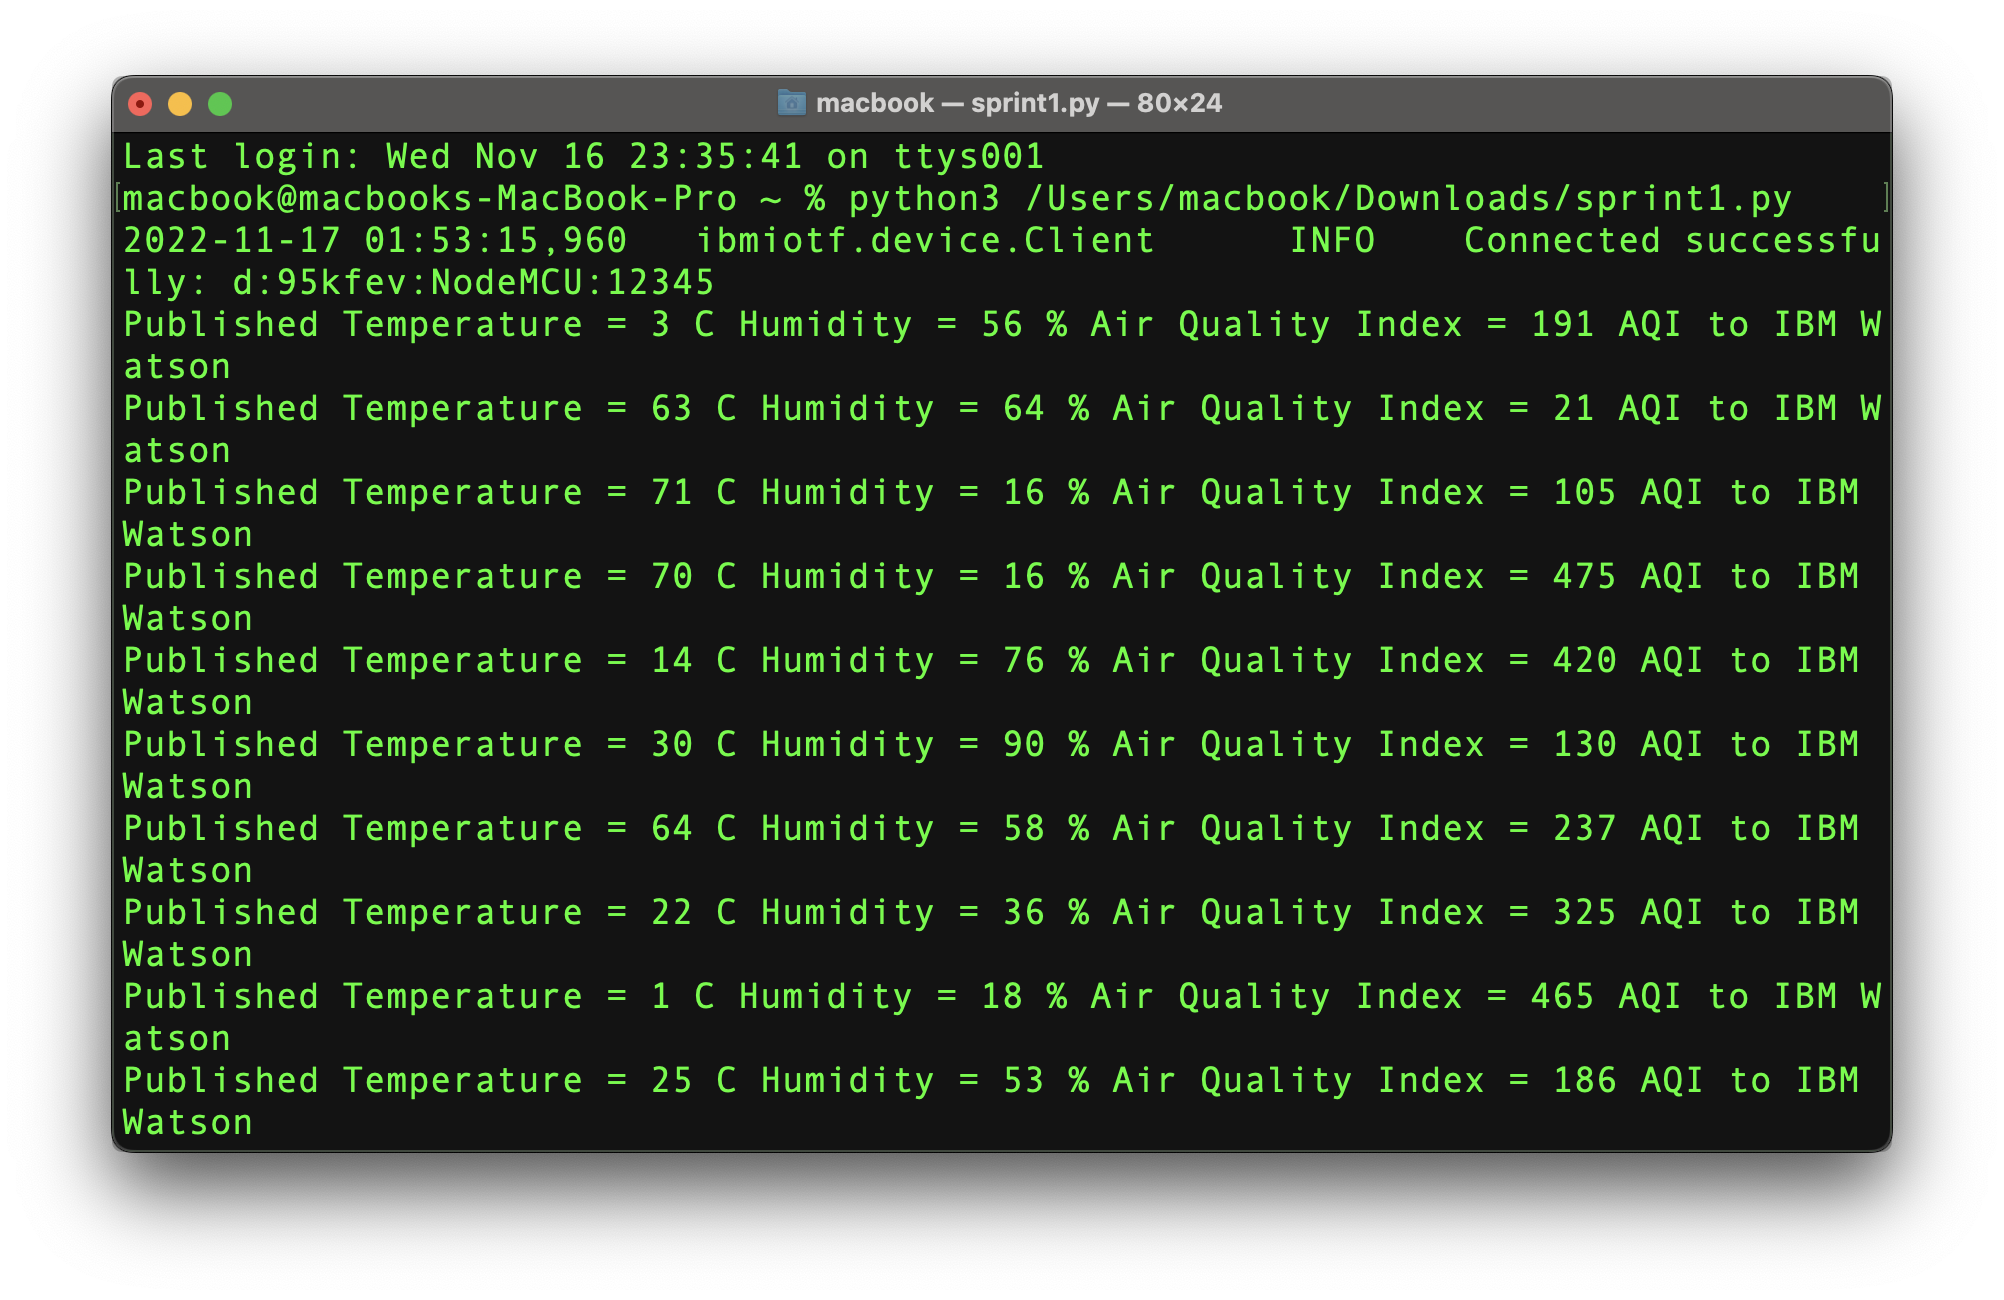 macbook — sprint1.py — 80×24
Last login: Wed Nov 16 23:35:41 on ttys001
[macbook@macbooks-MacBook-Pro ~ % python3 /Users/macbook/Downloads/sprint1.py ]
2022-11-17 01:53:15,960   ibmiotf.device.Client      INFO    Connected successfu
lly: d:95kfev:NodeMCU:12345
Published Temperature = 3 C Humidity = 56 % Air Quality Index = 191 AQI to IBM W
atson
Published Temperature = 63 C Humidity = 64 % Air Quality Index = 21 AQI to IBM W
atson
Published Temperature = 71 C Humidity = 16 % Air Quality Index = 105 AQI to IBM
Watson
Published Temperature = 70 C Humidity = 16 % Air Quality Index = 475 AQI to IBM
Watson
Published Temperature = 14 C Humidity = 76 % Air Quality Index = 420 AQI to IBM
Watson
Published Temperature = 30 C Humidity = 90 % Air Quality Index = 130 AQI to IBM
Watson
Published Temperature = 64 C Humidity = 58 % Air Quality Index = 237 AQI to IBM
Watson
Published Temperature = 22 C Humidity = 36 % Air Quality Index = 325 AQI to IBM
Watson
Published Temperature = 1 C Humidity = 18 % Air Quality Index = 465 AQI to IBM W
atson
Published Temperature = 25 C Humidity = 53 % Air Quality Index = 186 AQI to IBM
Watson